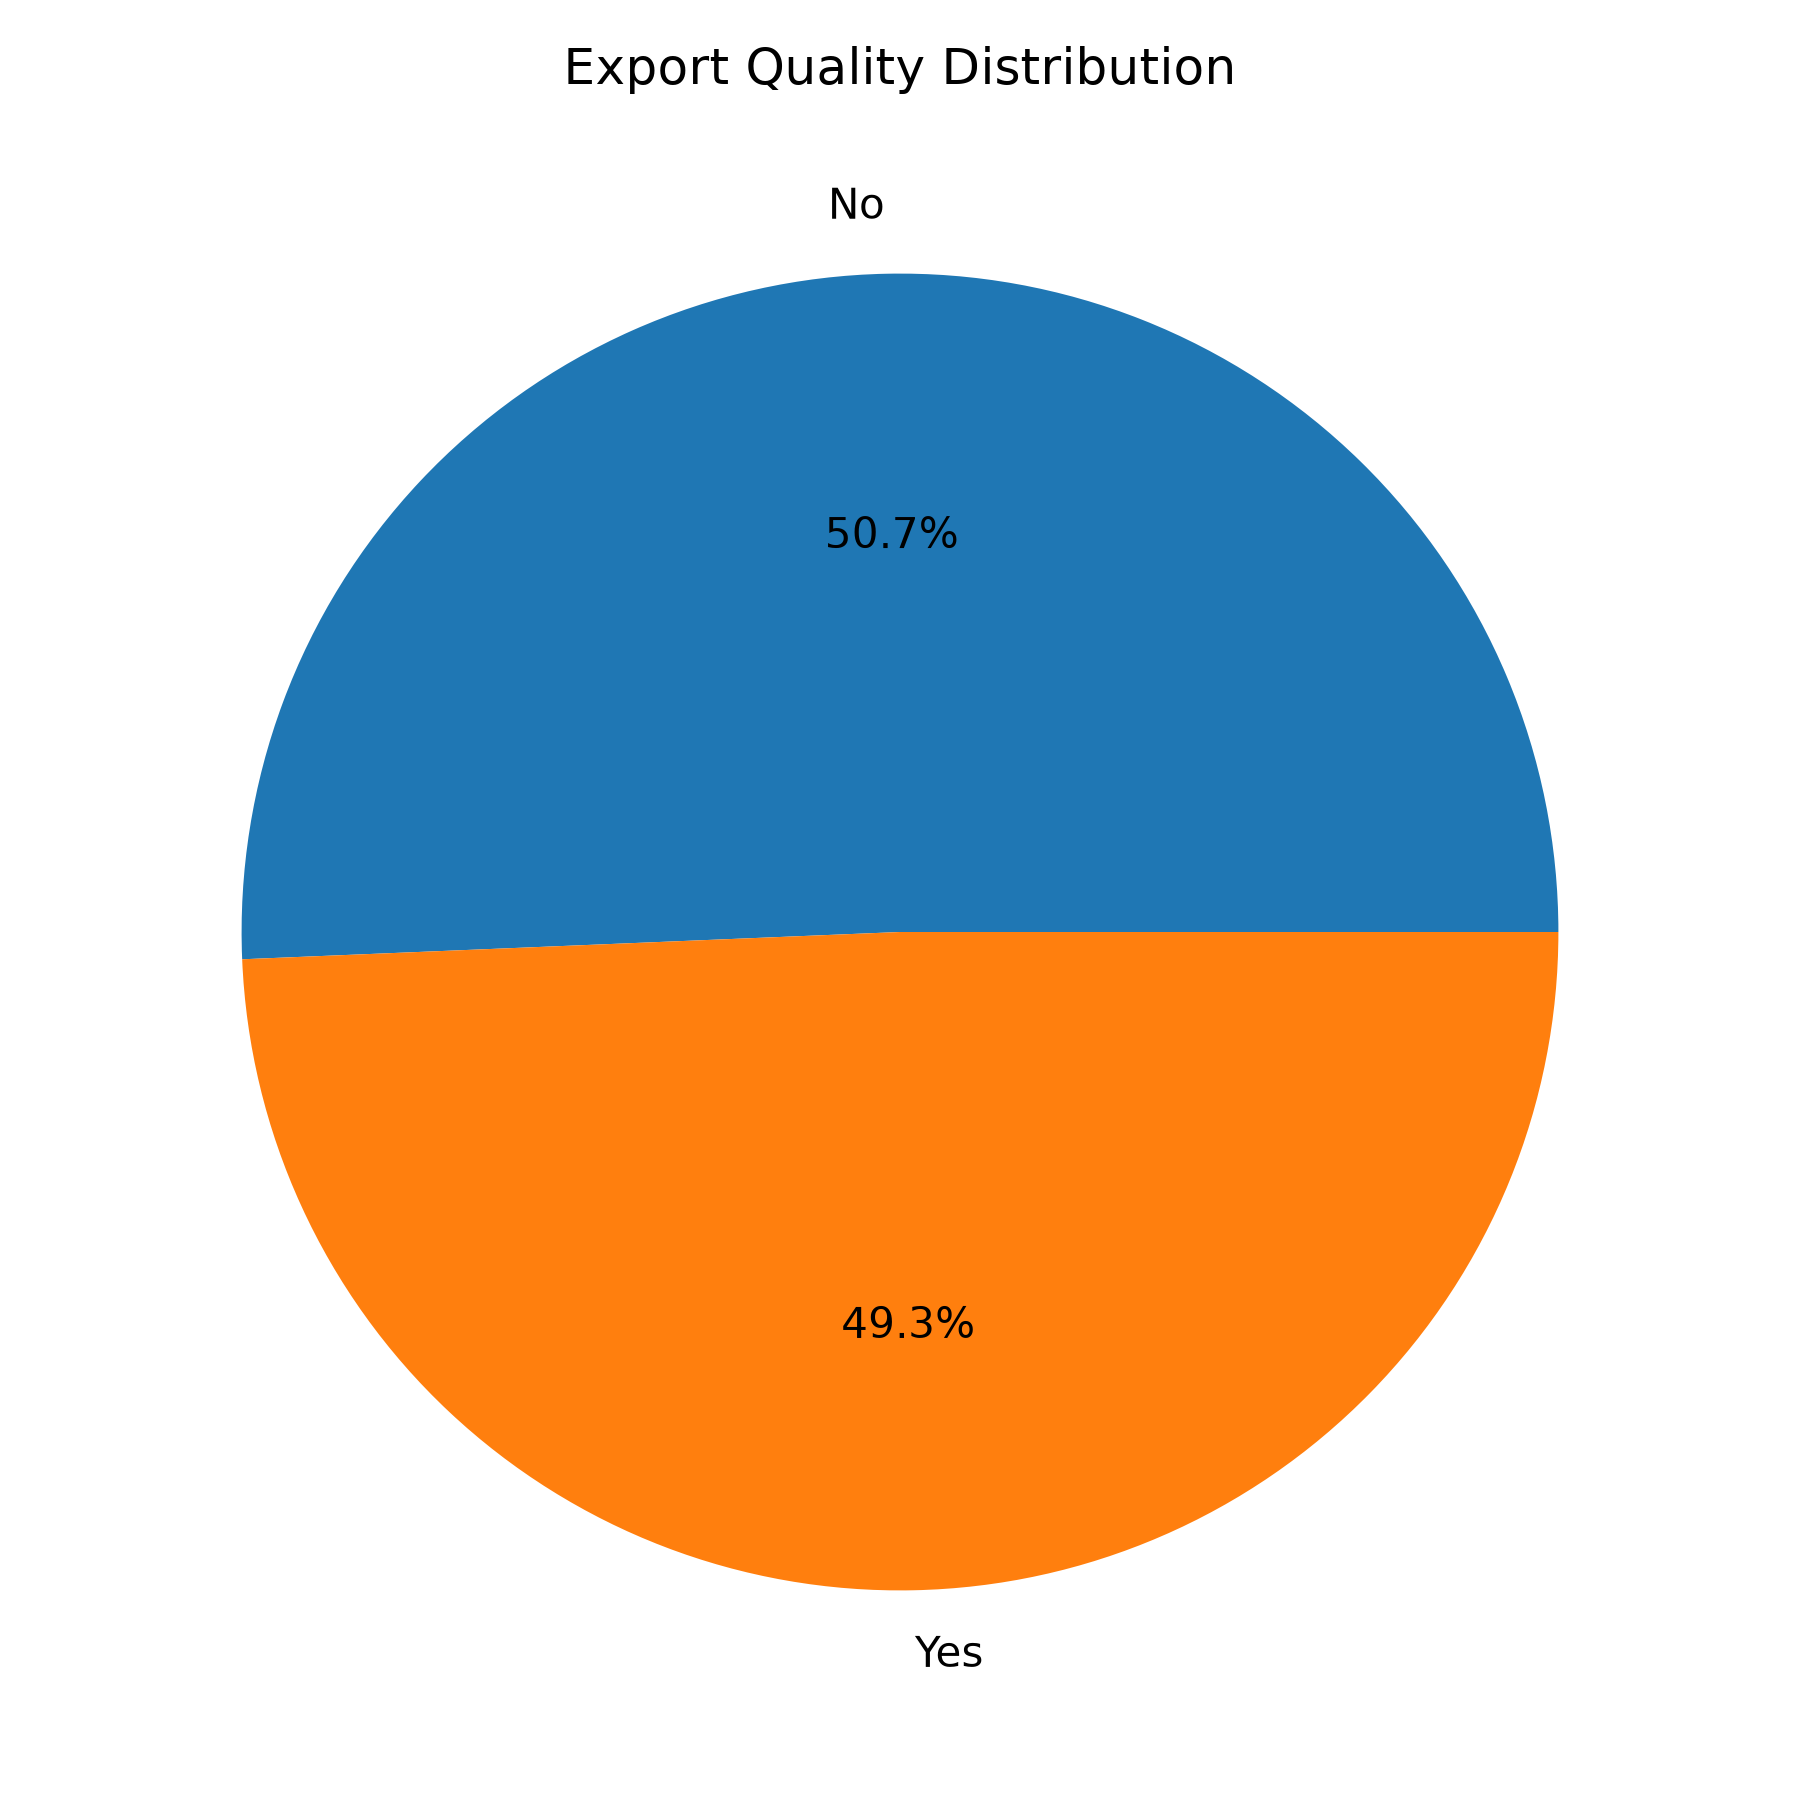 Export Quality Distribution
No
50.7%
49.3%
Yes